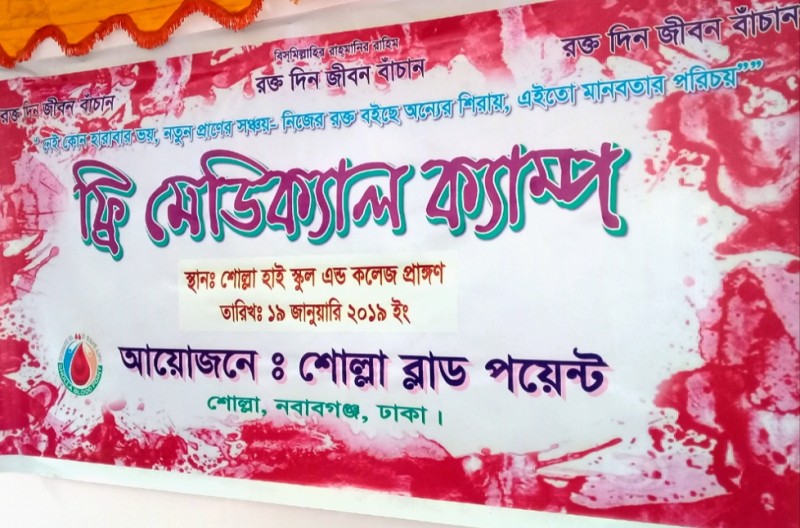 বিসমিল্লাহির রাহমানির রাহিম
রক্ত দিন জীবন বাঁচান
রক্ত দিন জীবন বাঁচান
রক্ত দিন জীবন বাঁচান
"নেই কোন হারাবার ভয়, নতুন প্রাণের সঞ্চয়- নিজের রক্ত বইছে অন্যের শিরায়, এইতো মানবতার পরিচয়""
ফ্রি মেডিক্যাল ক্যাম্প
স্থানঃ শোল্লা হাই স্কুল এন্ড কলেজ প্রাঙ্গণ
তারিখঃ ১৯ জানুয়ারি ২০১৯ ইং
আয়োজনে ঃ শোল্লা ব্লাড পয়েন্ট
শোল্লা, নবাবগঞ্জ, ঢাকা।